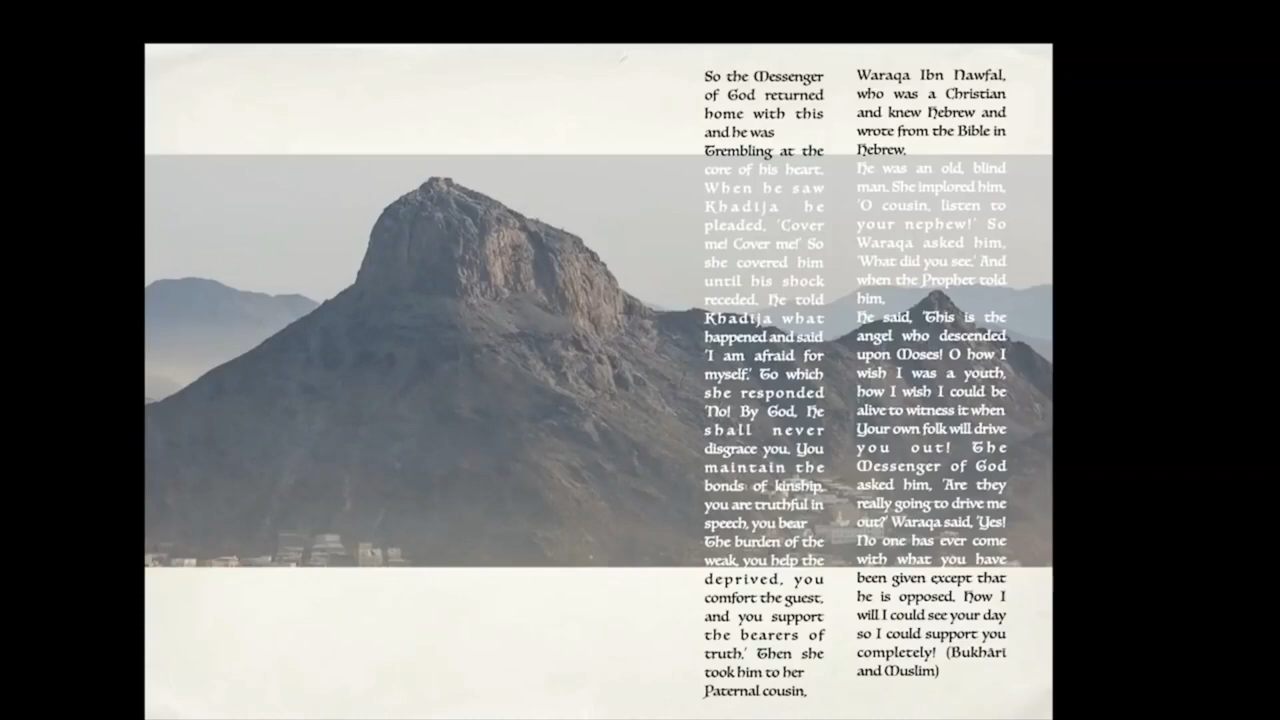 So the Messenger
of God returned
home with this
and he was
Trembling at the
core of his heart.
When he saw
Khadija he
pleaded, 'Cover
me! Cover me!' So
she covered him
until his shock
receded. He told
Khadija what
happened and said
'I am afraid for
myself.' To which
she responded
'No! By God, He
shall never
disgrace you. You
maintain the
bonds of kinship,
you are truthful in
speech, you bear
The burden of the
weak, you help the
deprived, you
comfort the guest,
and you support
the bearers of
truth.' Then she
took him to her
Paternal cousin,
Waraqa Ibn Nawfal,
who was a Christian
and knew Hebrew and
wrote from the Bible in
Hebrew.
He was an old, blind
man. She implored him,
'O cousin, listen to
your nephew!' So
Waraqa asked him,
'What did you see.' And
when the Prophet told
him,
He said, 'This is the
angel who descended
upon Moses! O how I
wish I was a youth,
how I wish I could be
alive to witness it when
Your own folk will drive
you out! The
Messenger of God
asked him, 'Are they
really going to drive me
out?' Waraqa said, 'Yes!
No one has ever come
with what you have
been given except that
he is opposed. How I
will I could see your day
so I could support you
completely! (Bukhārī
and Muslim)